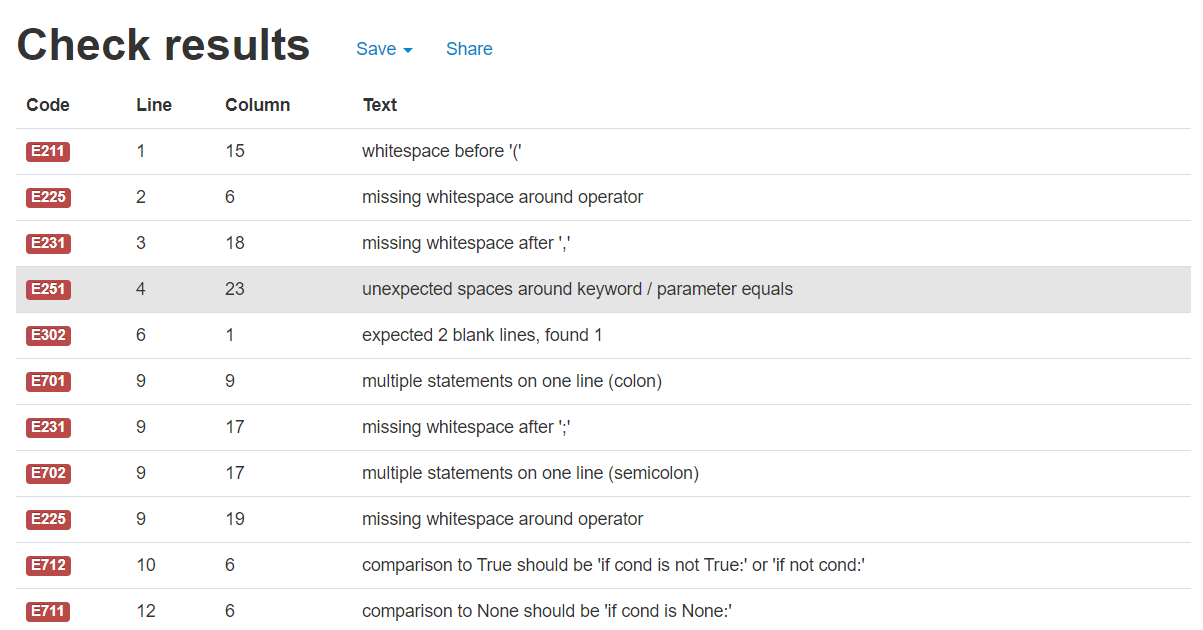 Check results Save Share
Code Line Column Text
E211 1 15 whitespace before '('
E225 2 6 missing whitespace around operator
E231 3 18 missing whitespace after ','
E251 4 23 unexpected spaces around keyword / parameter equals
E302 6 1 expected 2 blank lines, found 1
E701 9 9 multiple statements on one line (colon)
E231 9 17 missing whitespace after ';'
E702 9 17 multiple statements on one line (semicolon)
E225 9 19 missing whitespace around operator
E712 10 6 comparison to True should be 'if cond is not True:' or 'if not cond:'
E711 12 6 comparison to None should be 'if cond is None:'